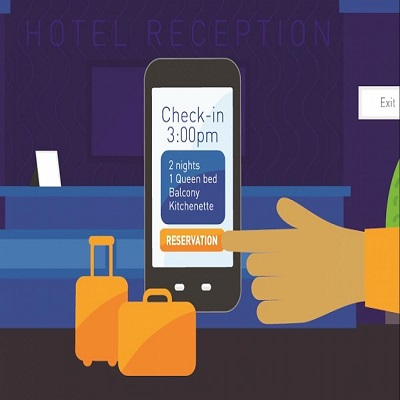 HOTEL RECEPTION
Exit
Check-in
3:00pm
2 nights
1 Queen bed
Balcony
Kitchenette
RESERVATION